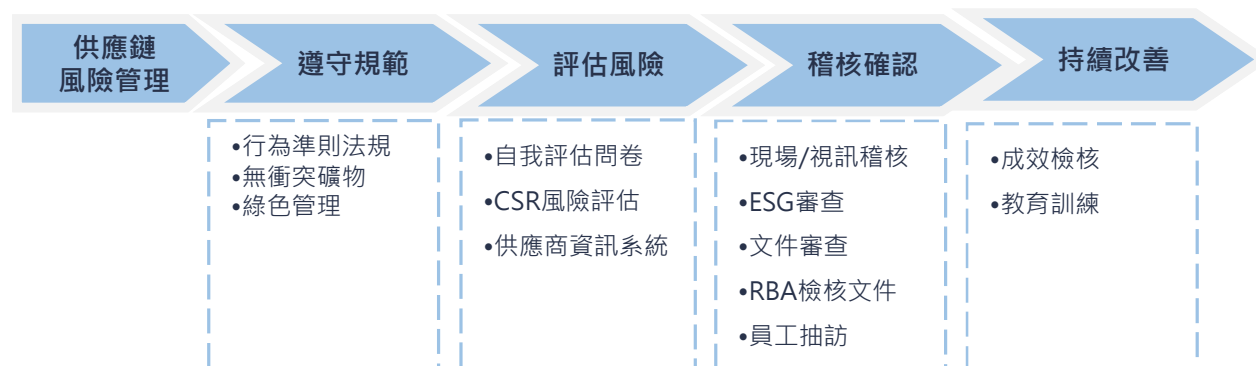 供應鏈
風險管理
遵守規範
評估風險
稽核確認
持續改善
•行為準則法規
•無衝突礦物
•綠色管理
•自我評估問卷
•CSR風險評估
•供應商資訊系統
•現場/視訊稽核
•ESG審查
•文件審查
•RBA檢核文件
•員工抽訪
•成效檢核
•教育訓練